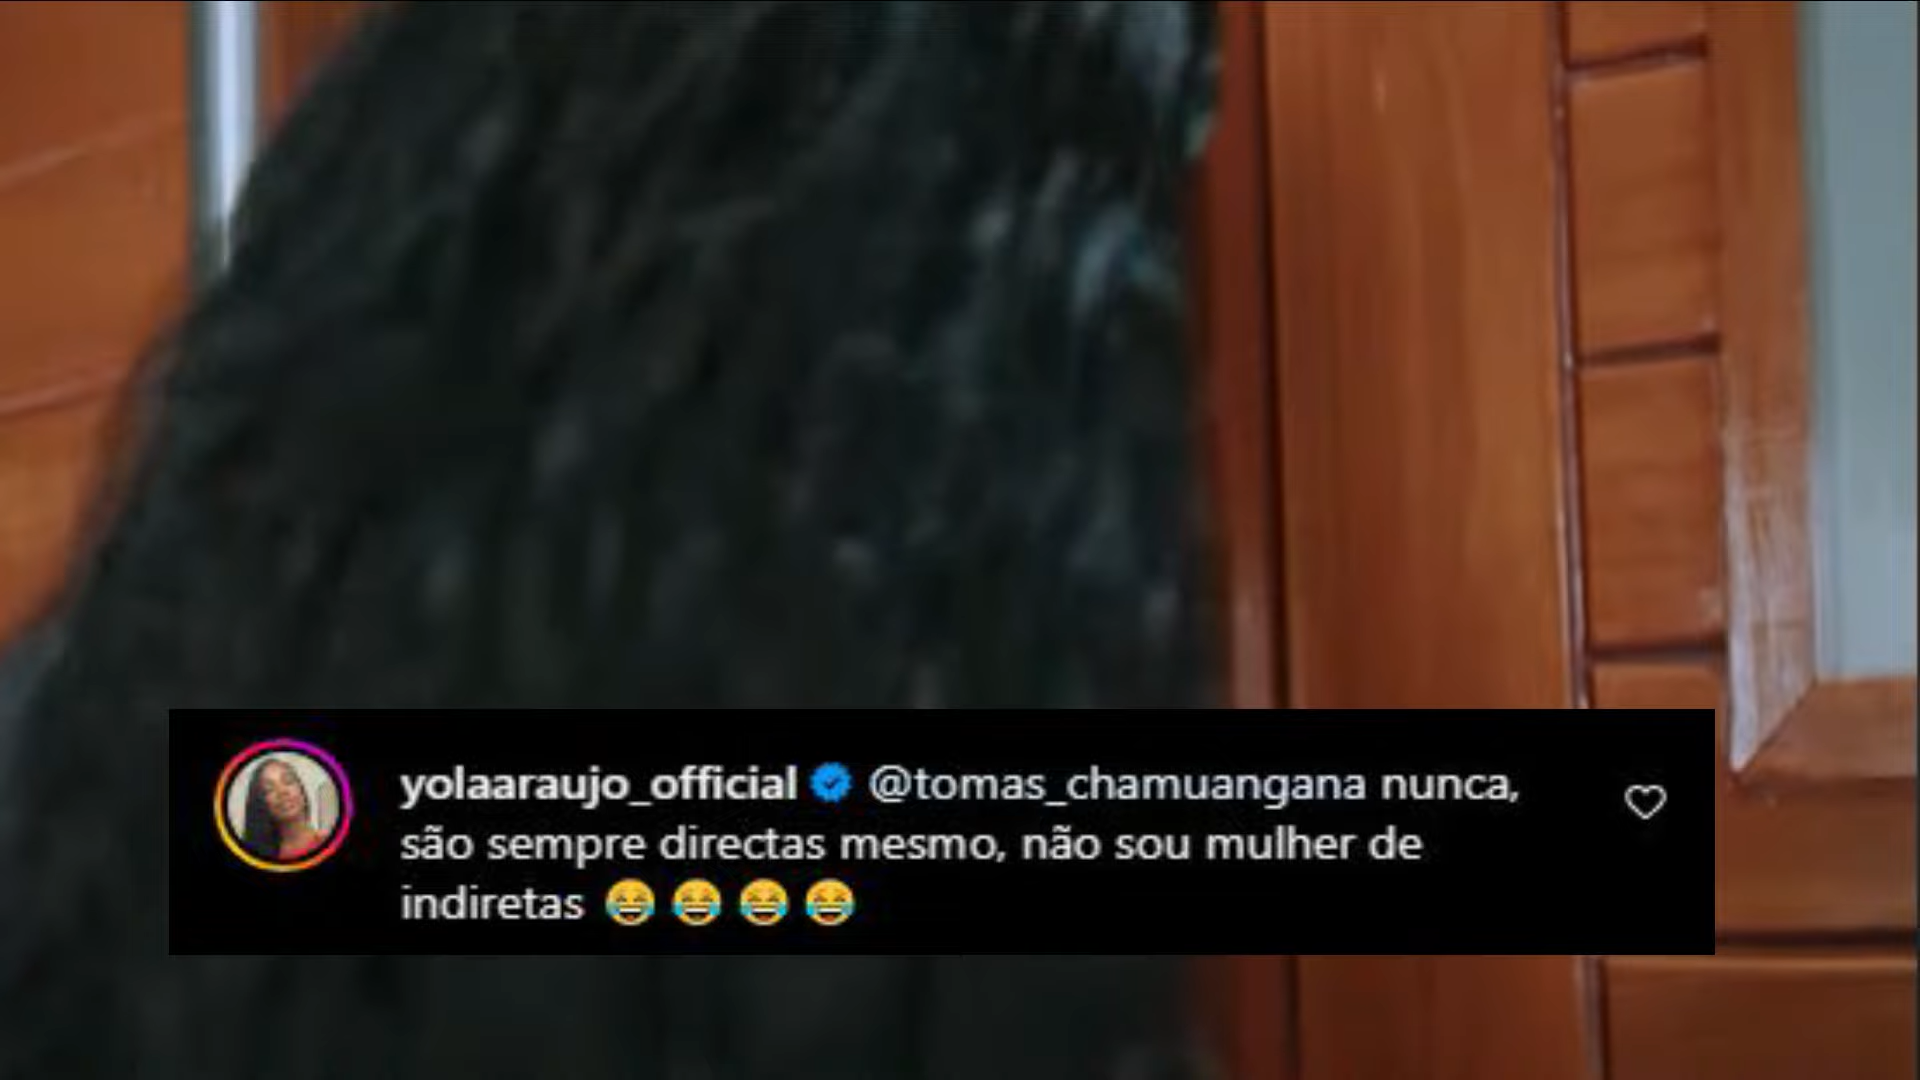 yolaaraujo_official @tomas_chamuangana nunca,
são sempre directas mesmo, não sou mulher de
indiretas 😂 😂 😂 😂